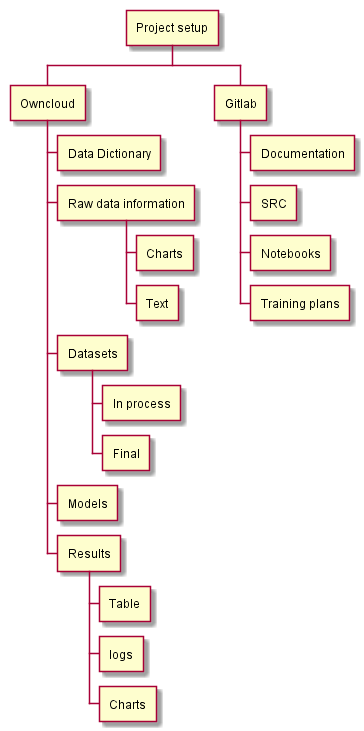 Project setup
Owncloud
Gitlab
Data Dictionary
Documentation
Raw data information
SRC
Charts
Notebooks
Text
Training plans
Datasets
In process
Final
Models
Results
Table
logs
Charts